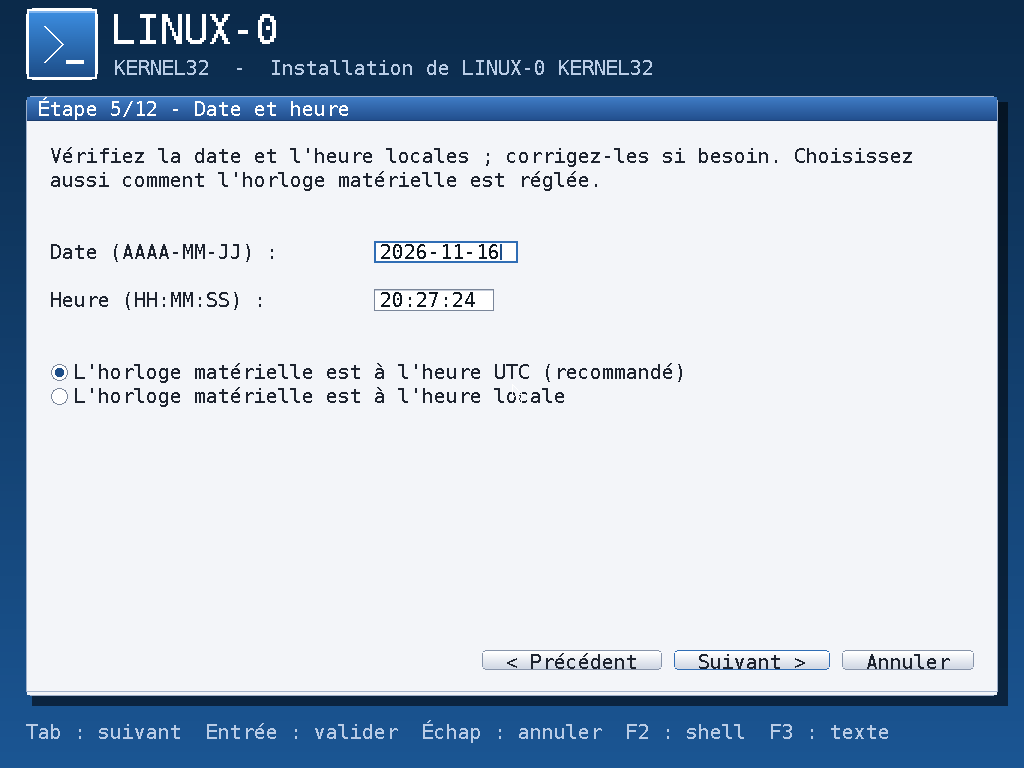 LINUX-0
KERNEL32  -  Installation de LINUX-0 KERNEL32
Étape 5/12 - Date et heure
Vérifiez la date et l'heure locales ; corrigez-les si besoin. Choisissez
aussi comment l'horloge matérielle est réglée.
Date (AAAA-MM-JJ) : 2026-11-16
Heure (HH:MM:SS) : 20:27:24
L'horloge matérielle est à l'heure UTC (recommandé)
L'horloge matérielle est à l'heure locale
< Précédent  Suivant >  Annuler
Tab : suivant  Entrée : valider  Échap : annuler  F2 : shell  F3 : texte